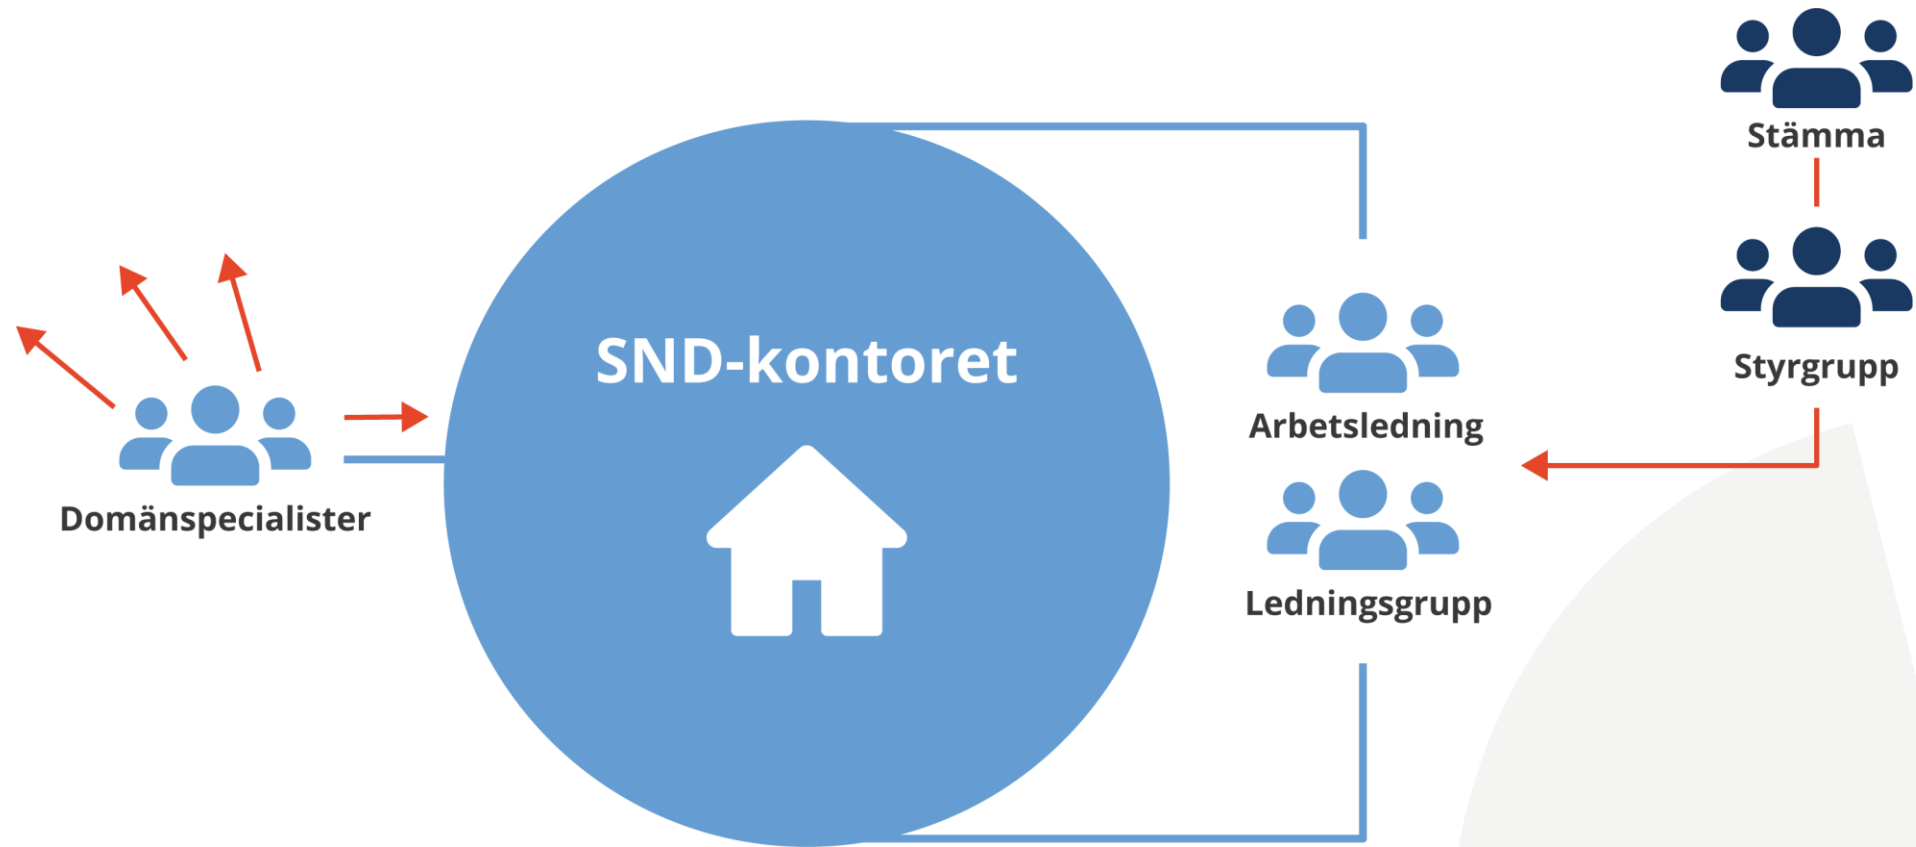 Stämma
Styrgrupp
SND-kontoret
Arbetsledning
Ledningsgrupp
Domänspecialister